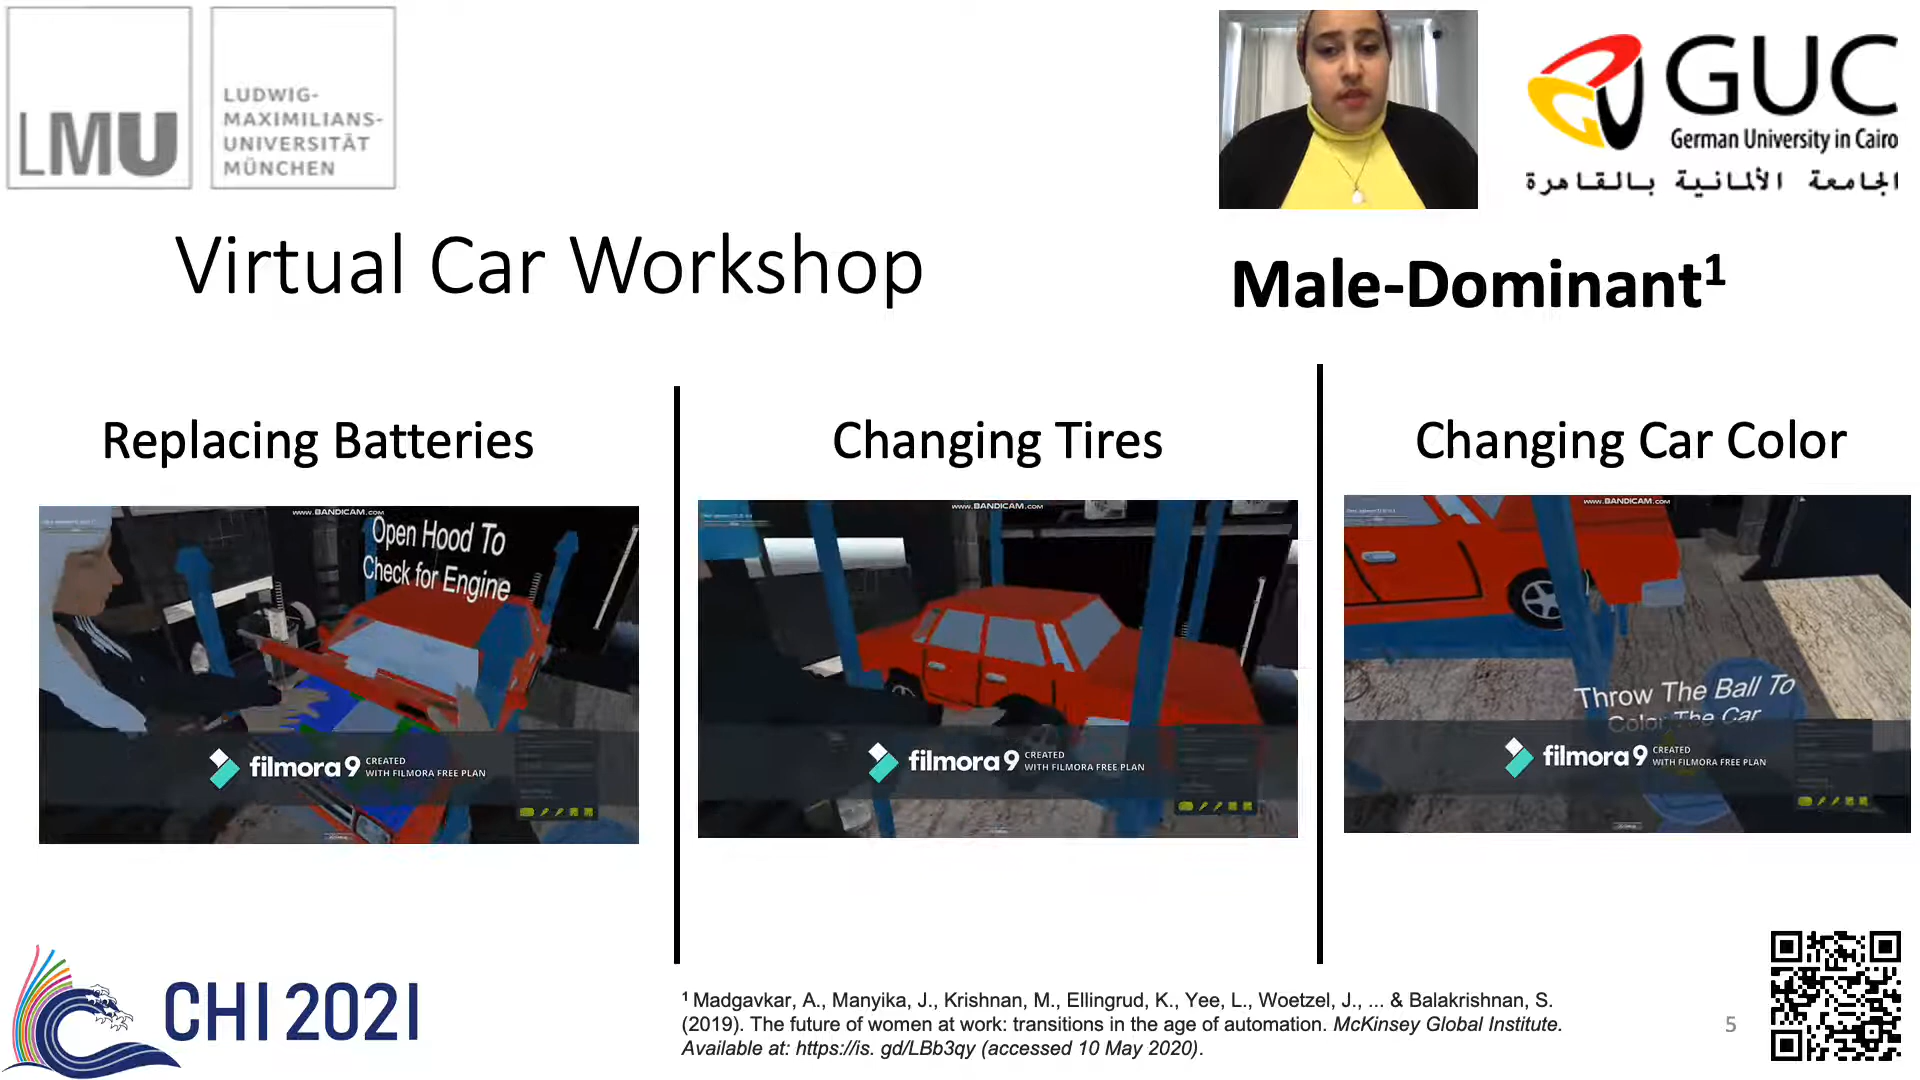 LMU
LUDWIG-
MAXIMILIANS-
UNIVERSITÄT
MÜNCHEN
GUC
German University in Cairo
الجامعة الألمانية بالقاهرة
Virtual Car Workshop
Male-Dominant¹
Replacing Batteries
Changing Tires
Changing Car Color
www.BANDICAM.com
Open Hood To
Check for Engine
filmora9 CREATED
WITH FILMORA FREE PLAN
www.BANDICAM.com
filmora9 CREATED
WITH FILMORA FREE PLAN
www.BANDICAM.com
Throw The Ball To
Color The Car
filmora9 CREATED
WITH FILMORA FREE PLAN
CHI 2021
¹ Madgavkar, A., Manyika, J., Krishnan, M., Ellingrud, K., Yee, L., Woetzel, J., ... & Balakrishnan, S.
(2019). The future of women at work: transitions in the age of automation. McKinsey Global Institute.
Available at: https://is. gd/LBb3qy (accessed 10 May 2020).
5